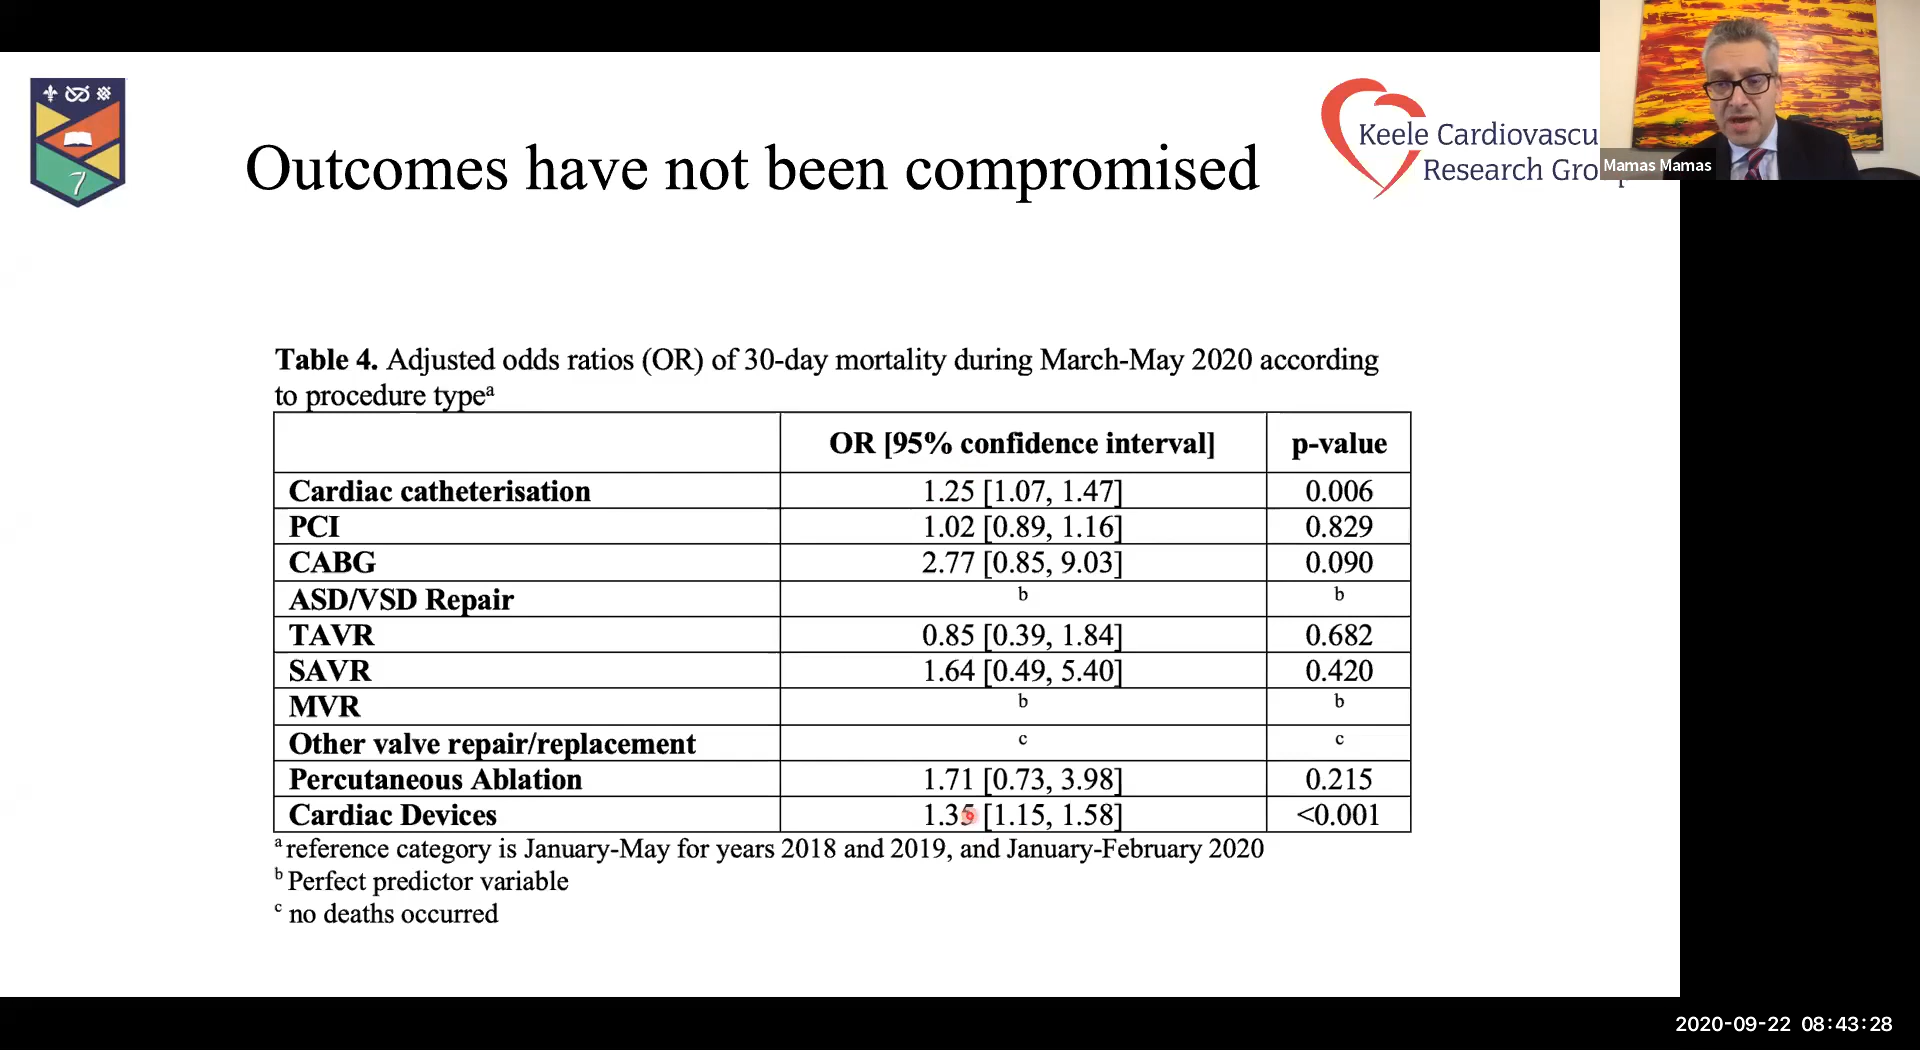 Outcomes have not been compromised
Keele Cardiovascu
Research Gro
Mamas Mamas
Table 4. Adjusted odds ratios (OR) of 30-day mortality during March-May 2020 according
to procedure typeª
OR [95% confidence interval] p-value
Cardiac catheterisation 1.25 [1.07, 1.47] 0.006
PCI 1.02 [0.89, 1.16] 0.829
CABG 2.77 [0.85, 9.03] 0.090
ASD/VSD Repair b b
TAVR 0.85 [0.39, 1.84] 0.682
SAVR 1.64 [0.49, 5.40] 0.420
MVR b b
Other valve repair/replacement c c
Percutaneous Ablation 1.71 [0.73, 3.98] 0.215
Cardiac Devices 1.35 [1.15, 1.58] <0.001
a reference category is January-May for years 2018 and 2019, and January-February 2020
b Perfect predictor variable
c no deaths occurred
2020-09-22 08:43:28